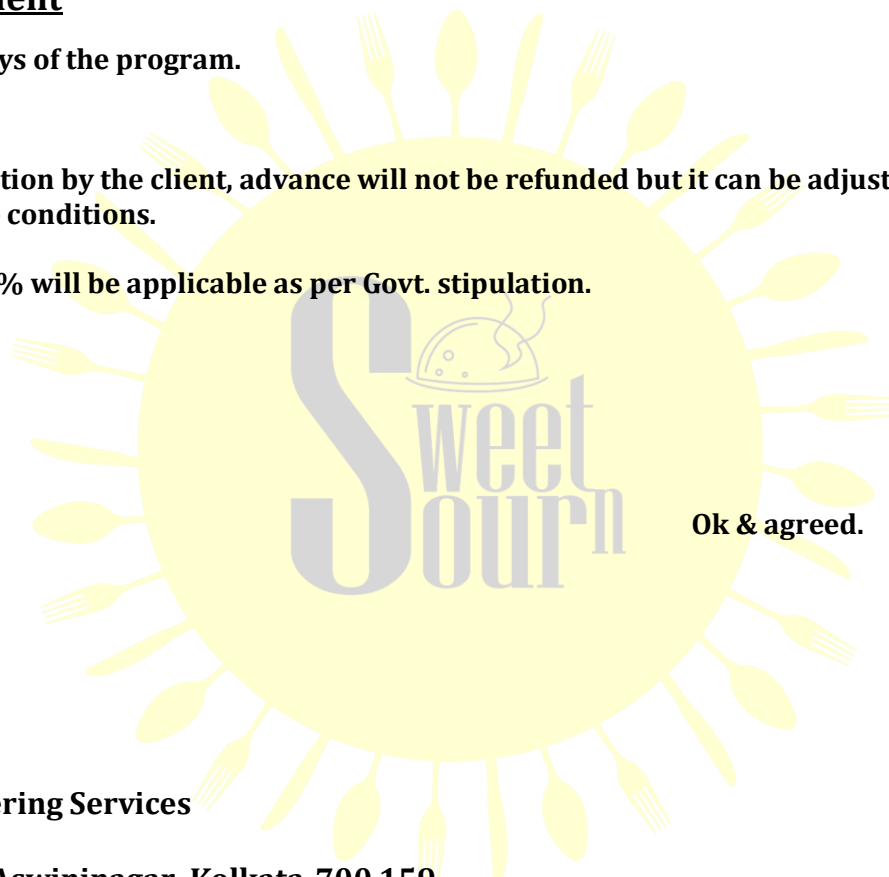 ys of the program.
tion by the client, advance will not be refunded but it can be adjust
conditions.
% will be applicable as per Govt. stipulation.
Sweet
n
Sour
Ok & agreed.
ering Services
Aswininagar, Kolkata-700 159